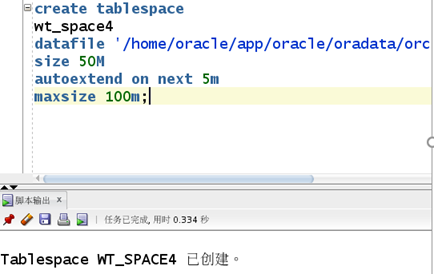 create tablespace
wt_space4
datafile '/home/oracle/app/oracle/oradata/orc
size 50M
autoextend on next 5m
maxsize 100m;
脚本输出 ×
任务已完成, 用时 0.334 秒
Tablespace WT_SPACE4 已创建。